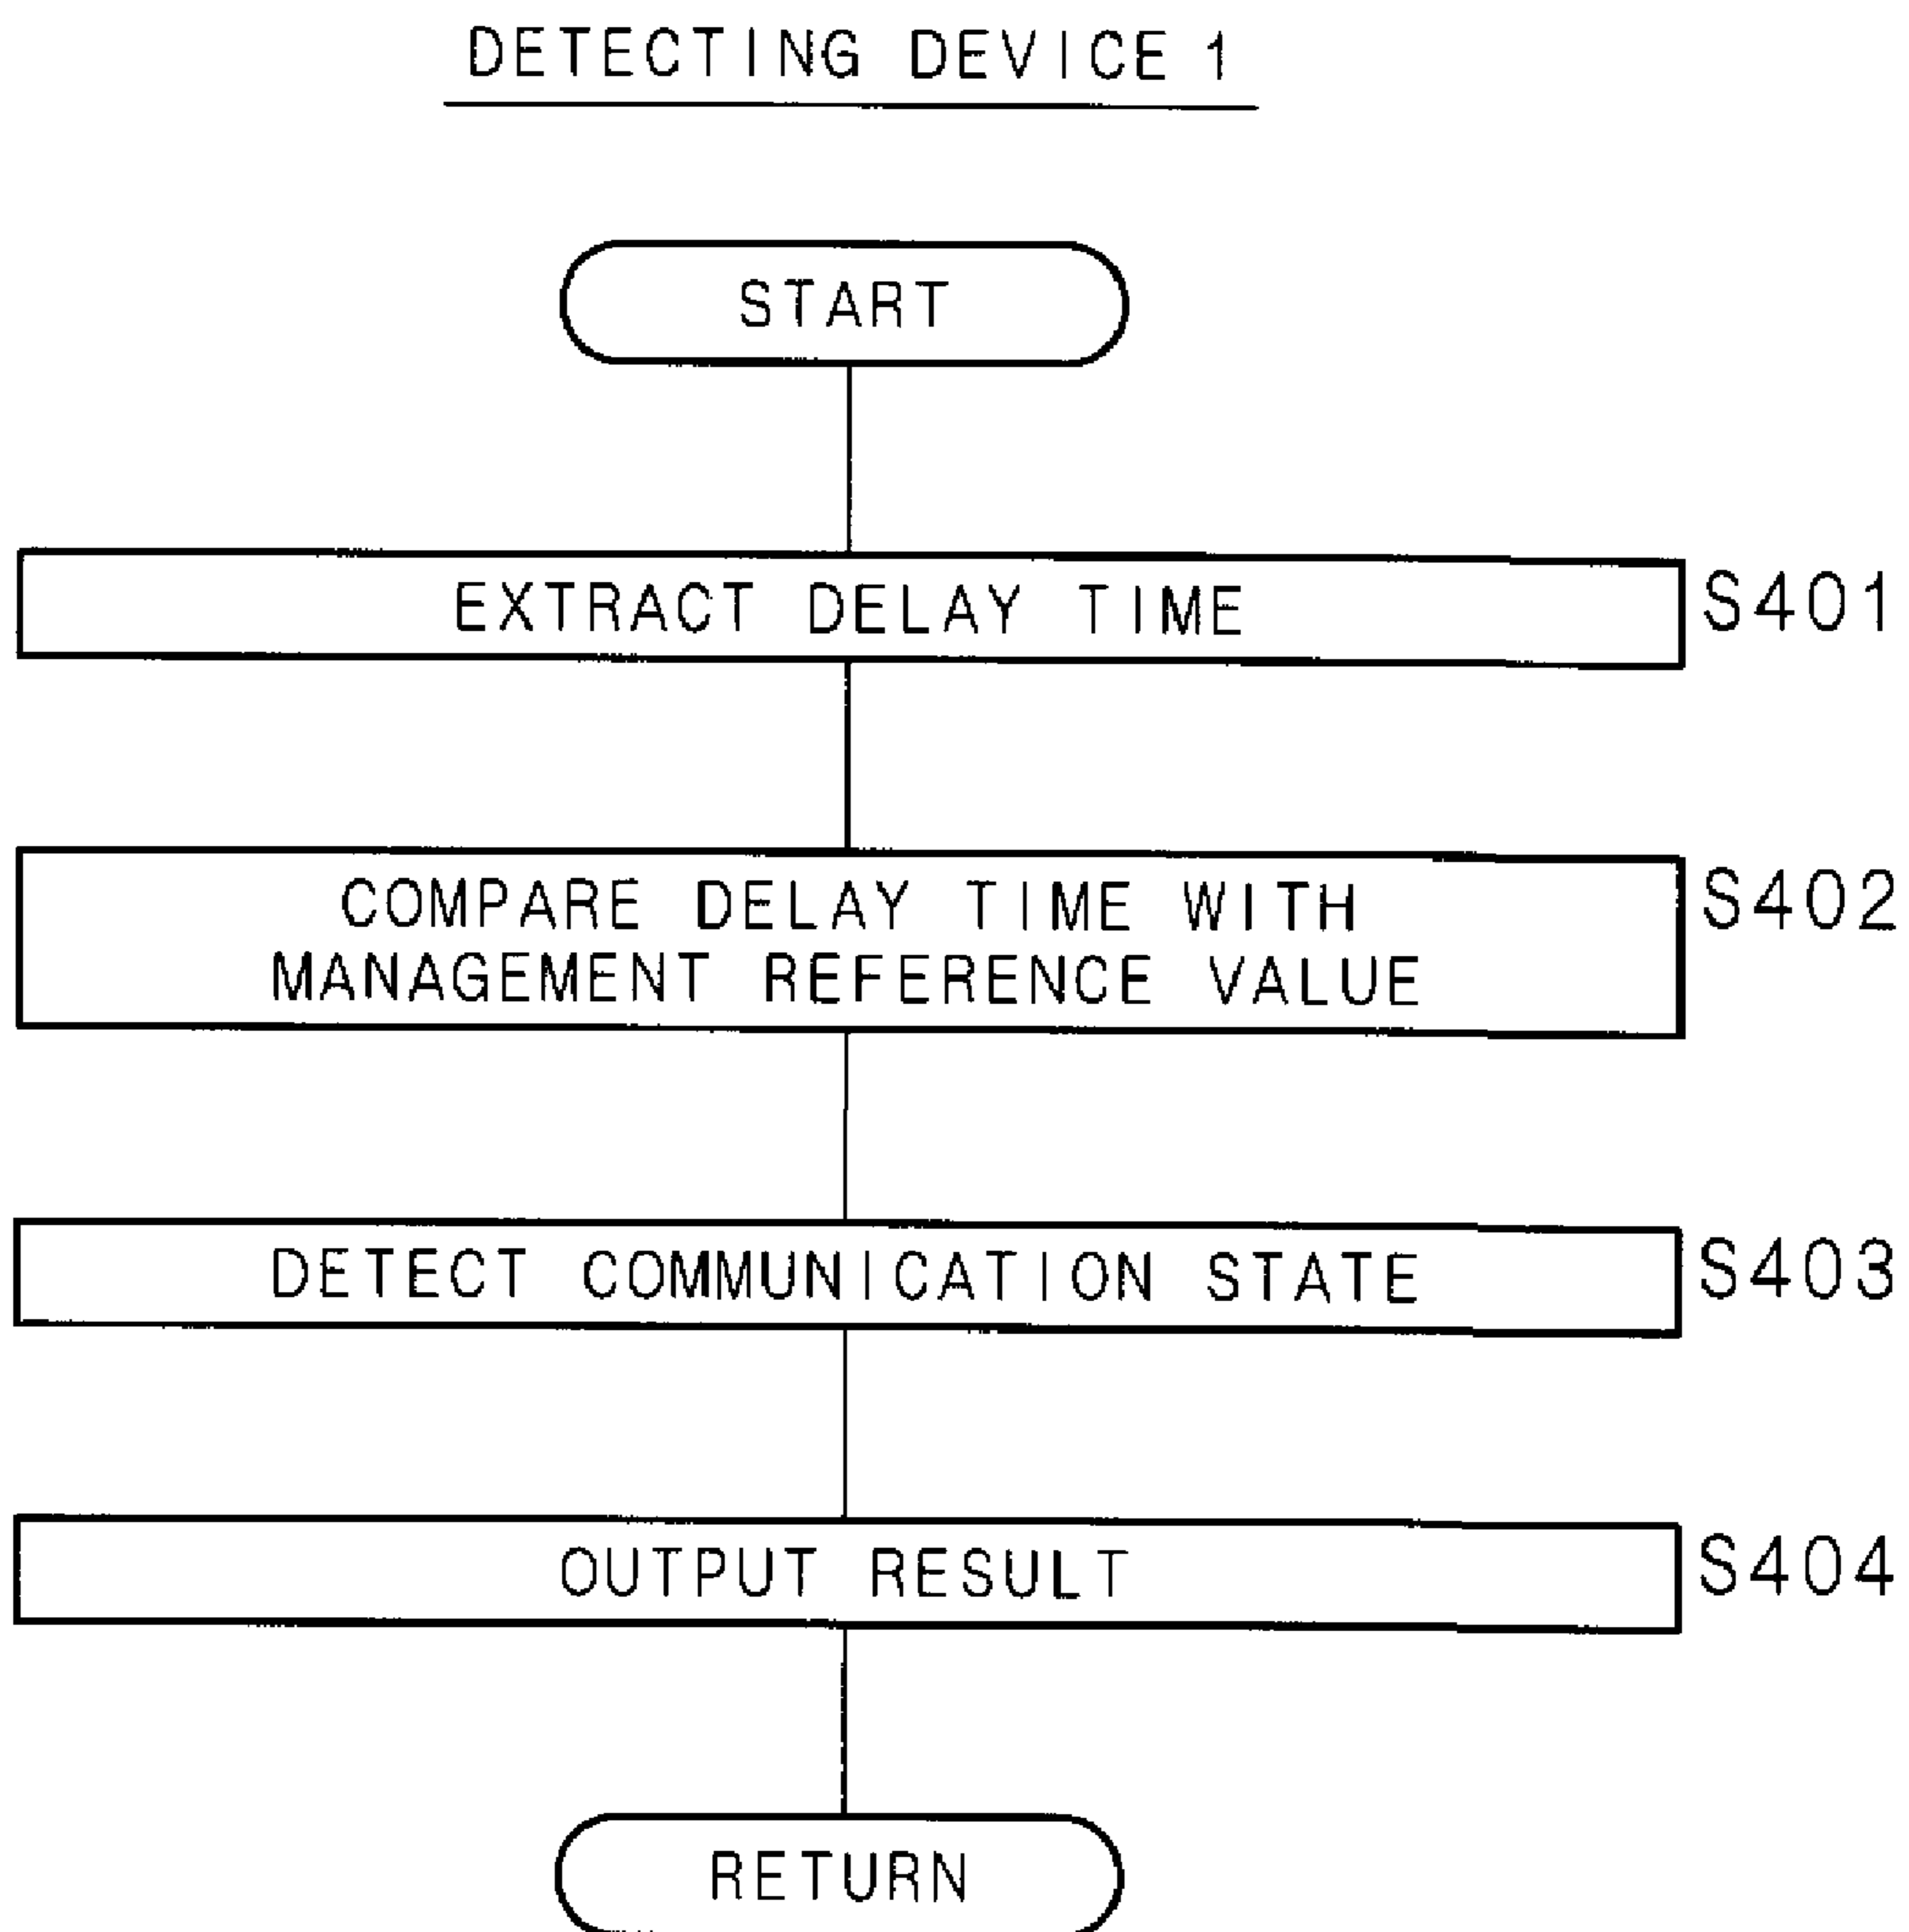 DETECTING DEVICE 1
START
EXTRACT DELAY TIME
S401
COMPARE DELAY TIME WITH
MANAGEMENT REFERENCE VALUE
S402
DETECT COMMUNICATION STATE
S403
OUTPUT RESULT
S404
RETURN